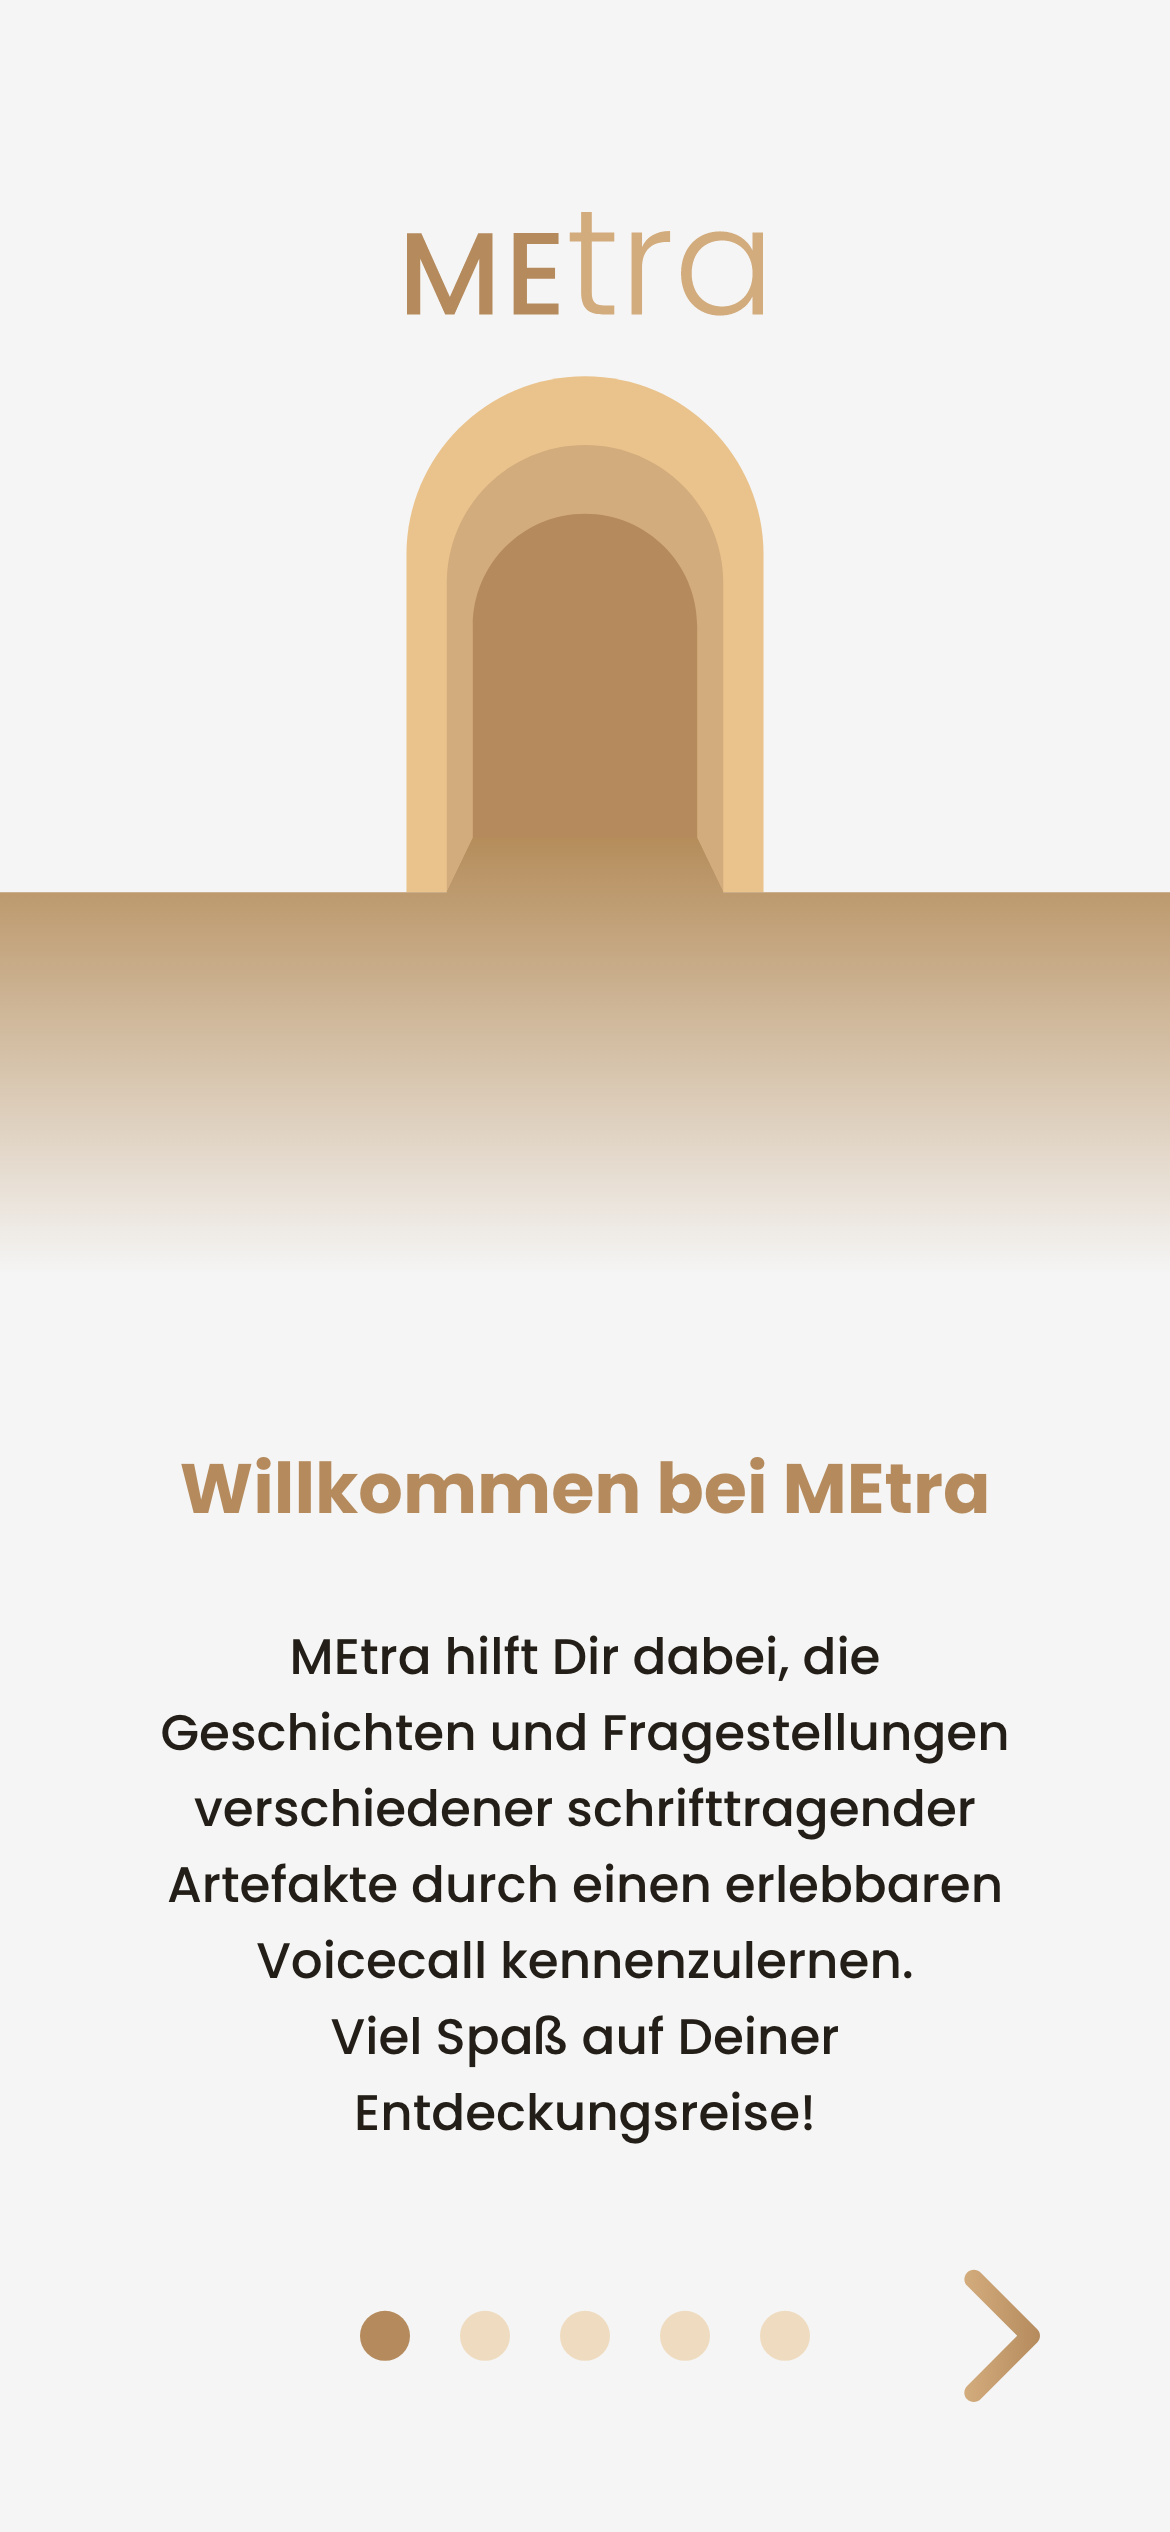 MEtra
Willkommen bei MEtra
MEtra hilft Dir dabei, die
Geschichten und Fragestellungen
verschiedener schrifttragender
Artefakte durch einen erlebbaren
Voicecall kennenzulernen.
Viel Spaß auf Deiner
Entdeckungsreise!